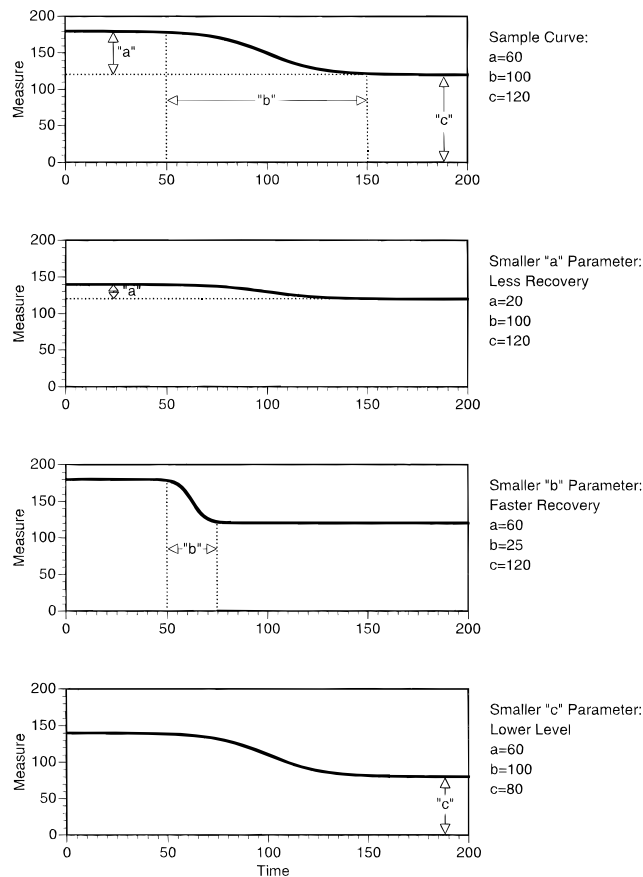 200
150
100
50
0
Measure
"a"
"b"
"c"
0 50 100 150 200
Sample Curve:
a=60
b=100
c=120
200
150
100
50
0
Measure
"a"
0 50 100 150 200
Smaller "a" Parameter:
Less Recovery
a=20
b=100
c=120
200
150
100
50
0
Measure
"b"
0 50 100 150 200
Smaller "b" Parameter:
Faster Recovery
a=60
b=25
c=120
200
150
100
50
0
Measure
"c"
0 50 100 150 200
Time
Smaller "c" Parameter:
Lower Level
a=60
b=100
c=80